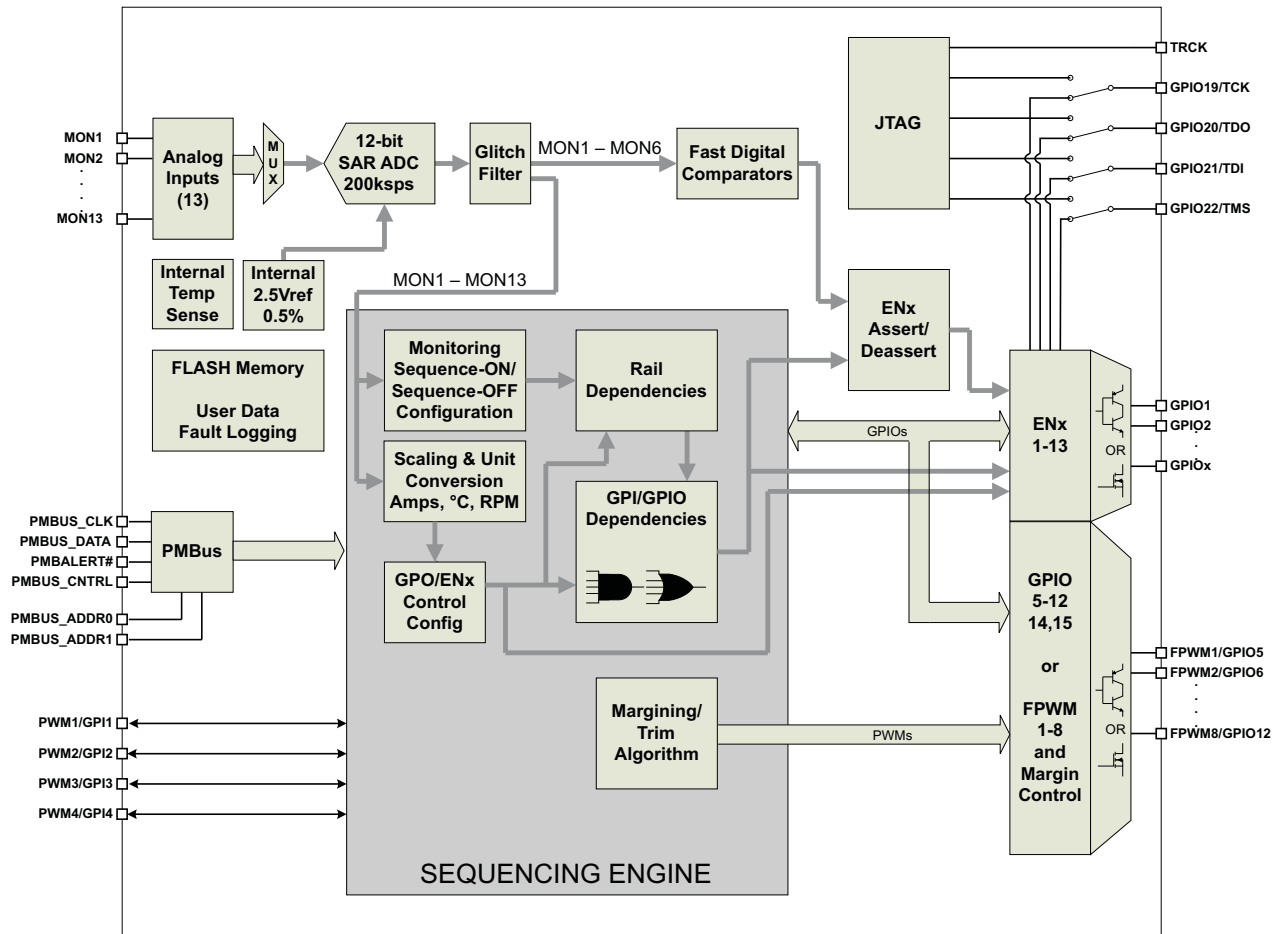 TRCK
GPIO19/TCK
GPIO20/TDO
GPIO21/TDI
GPIO22/TMS
JTAG
MON1
MON2
.
.
.
MON13
Analog
Inputs
(13)
M
U
X
12-bit
SAR ADC
200ksps
Glitch
Filter
MON1 – MON6
Fast Digital
Comparators
Internal
Temp
Sense
Internal
2.5Vref
0.5%
MON1 – MON13
ENx
Assert/
Deassert
FLASH Memory
User Data
Fault Logging
Monitoring
Sequence-ON/
Sequence-OFF
Configuration
Rail
Dependencies
Scaling & Unit
Conversion
Amps, °C, RPM
GPI/GPIO
Dependencies
GPO/ENx
Control
Config
GPIOs
ENx
1-13
OR
GPIO1
GPIO2
.
.
GPIOx
PMBUS_CLK
PMBUS_DATA
PMBALERT#
PMBUS_CNTRL
PMBUS_ADDR0
PMBUS_ADDR1
PMBus
GPIO
5-12
14,15
or
FPWM
1-8
and
Margin
Control
OR
FPWM1/GPIO5
FPWM2/GPIO6
.
.
.
FPWM8/GPIO12
Margining/
Trim
Algorithm
PWMs
PWM1/GPI1
PWM2/GPI2
PWM3/GPI3
PWM4/GPI4
SEQUENCING ENGINE